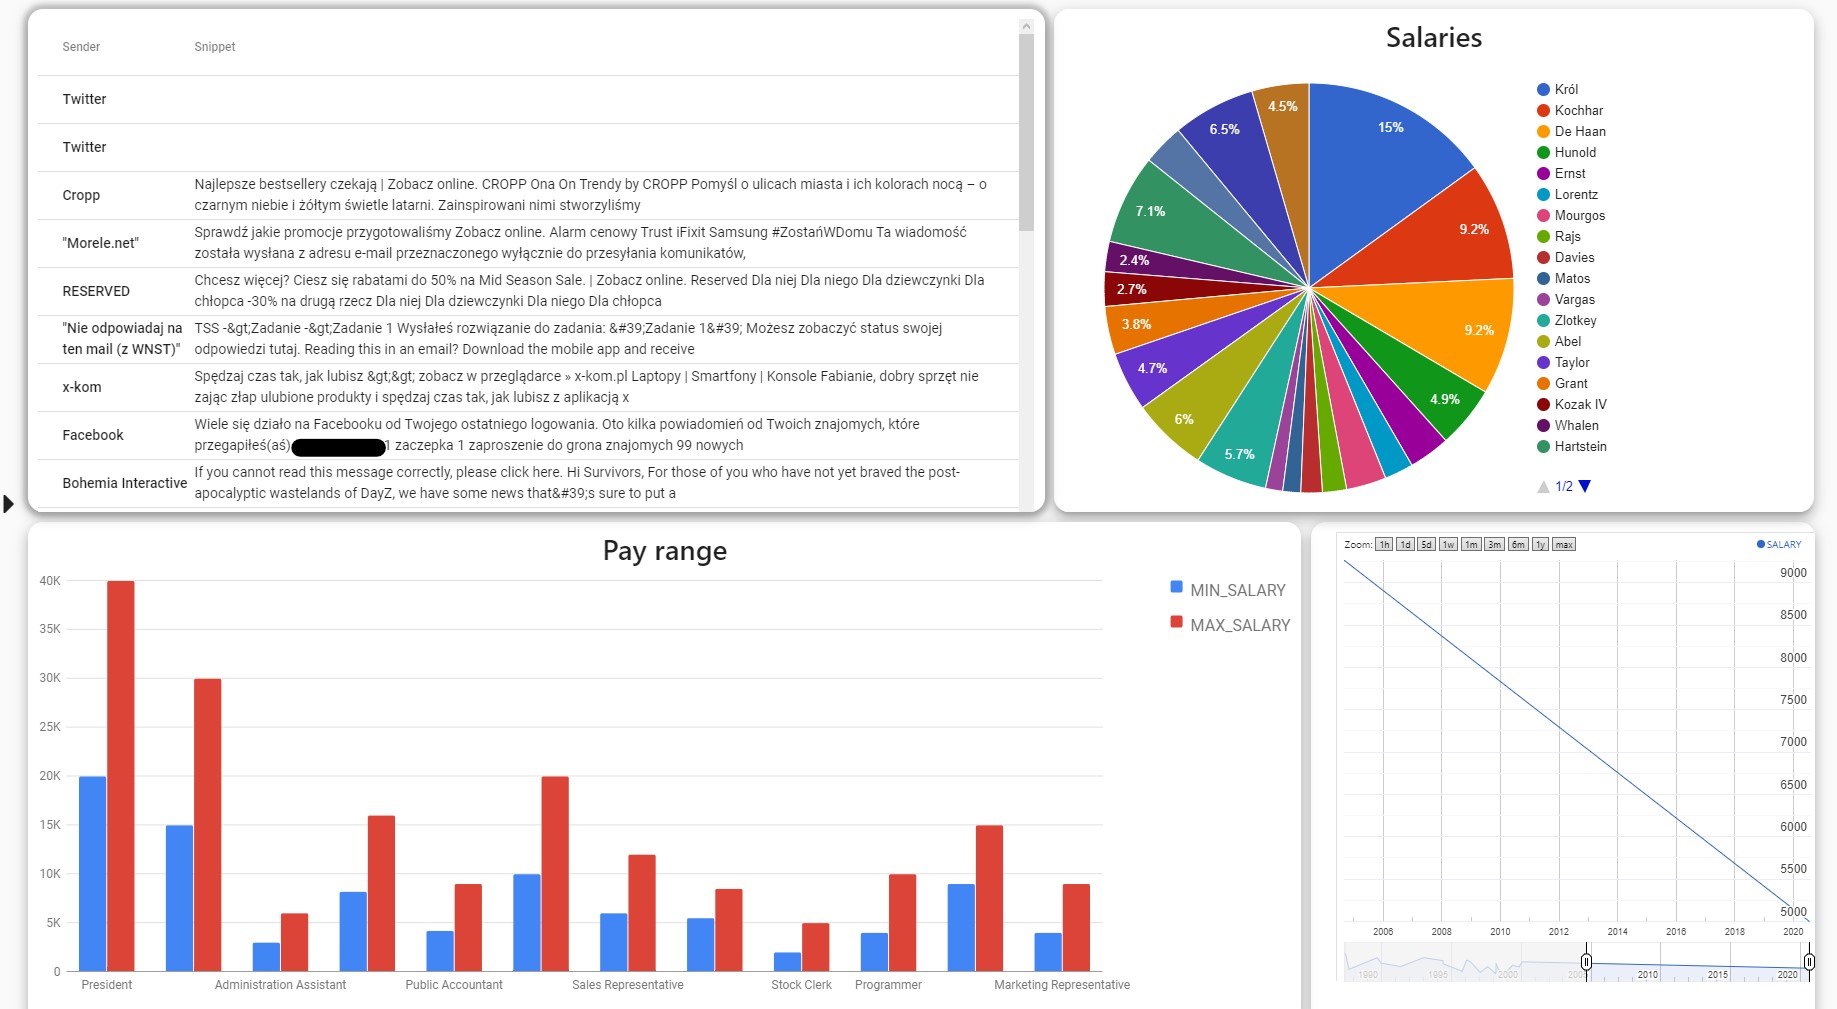 Sender Snippet
Twitter
Twitter
Cropp
Najlepsze bestsellery czekają | Zobacz online. CROPP Ona On Trendy by CROPP Pomyśl o ulicach miasta i ich kolorach nocą – o
czarnym niebie i żółtym świetle latarni. Zainspirowani nimi stworzyliśmy
"Morele.net"
Sprawdź jakie promocje przygotowaliśmy Zobacz online. Alarm cenowy Trust iFixit Samsung #ZostańWDomu Ta wiadomość
została wysłana z adresu e-mail przeznaczonego wyłącznie do przesyłania komunikatów,
RESERVED
Chcesz więcej? Ciesz się rabatami do 50% na Mid Season Sale. | Zobacz online. Reserved Dla niej Dla niego Dla dziewczynki Dla
chłopca -30% na drugą rzecz Dla niej Dla dziewczynki Dla niego Dla chłopca
"Nie odpowiadaj na
ten mail (z WNST)"
TSS -&gt;Zadanie -&gt;Zadanie 1 Wysłałeś rozwiązanie do zadania: &#39;Zadanie 1&#39; Możesz zobaczyć status swojej
odpowiedzi tutaj. Reading this in an email? Download the mobile app and receive
x-kom
Spędzaj czas tak, jak lubisz &gt;&gt; zobacz w przeglądarce » x-kom.pl Laptopy | Smartfony | Konsole Fabianie, dobry sprzęt nie
zając złap ulubione produkty i spędzaj czas tak, jak lubisz z aplikacją x
Facebook
Wiele się działo na Facebooku od Twojego ostatniego logowania. Oto kilka powiadomień od Twoich znajomych, które
przegapiłeś(aś) 1 zaczepka 1 zaproszenie do grona znajomych 99 nowych
Bohemia Interactive
If you cannot read this message correctly, please click here. Hi Survivors, For those of you who have not yet braved the post-
apocalyptic wastelands of DayZ, we have some news that&#39;s sure to put a
Salaries
15%
9.2%
9.2%
4.9%
5.7%
6%
4.7%
3.8%
2.7%
2.4%
7.1%
6.5%
4.5%
Król
Kochhar
De Haan
Hunold
Ernst
Lorentz
Mourgos
Rajs
Davies
Matos
Vargas
Zlotkey
Abel
Taylor
Grant
Kozak IV
Whalen
Hartstein
1/2
Pay range
40K
35K
30K
25K
20K
15K
10K
5K
0
President Administration Assistant Public Accountant Sales Representative Stock Clerk Programmer Marketing Representative
MIN_SALARY
MAX_SALARY
Zoom: 1h 1d 5d 1w 1m 3m 6m 1y max
SALARY
9000
8500
8000
7500
7000
6500
6000
5500
5000
2006 2008 2010 2012 2014 2016 2018 2020
1990 1995 2000 2010 2015 2020